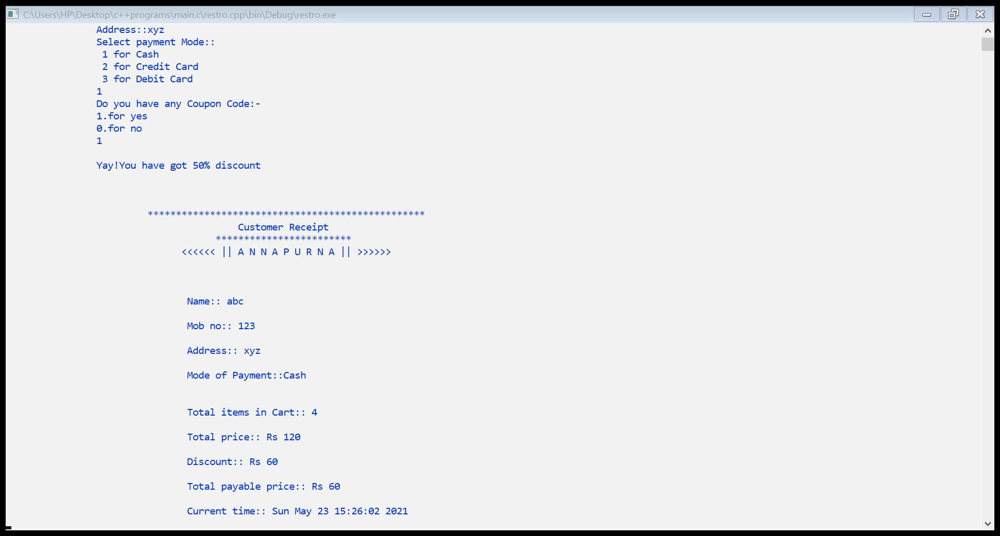 C:\Users\HP\Desktop\c++programs\main.c\restro.cpp\bin\Debug\restro.exe
Address::xyz
Select payment Mode::
1 for Cash
2 for Credit Card
3 for Debit Card
1
Do you have any Coupon Code:-
1.for yes
0.for no
1
Yay!You have got 50% discount
*************************************************
Customer Receipt
************************
<<<<<< || A N N A P U R N A || >>>>>>
Name:: abc
Mob no:: 123
Address:: xyz
Mode of Payment::Cash
Total items in Cart:: 4
Total price:: Rs 120
Discount:: Rs 60
Total payable price:: Rs 60
Current time:: Sun May 23 15:26:02 2021